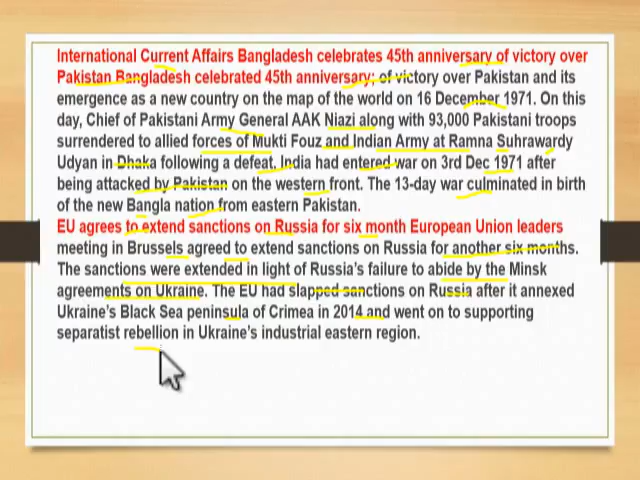 International Current Affairs Bangladesh celebrates 45th anniversary of victory over
Pakistan Bangladesh celebrated 45th anniversary; of victory over Pakistan and its
emergence as a new country on the map of the world on 16 December 1971. On this
day, Chief of Pakistani Army General AAK Niazi along with 93,000 Pakistani troops
surrendered to allied forces of Mukti Fouz and Indian Army at Ramna Suhrawardy
Udyan in Dhaka following a defeat. India had entered war on 3rd Dec 1971 after
being attacked by Pakistan on the western front. The 13-day war culminated in birth
of the new Bangla nation from eastern Pakistan.
EU agrees to extend sanctions on Russia for six month European Union leaders
meeting in Brussels agreed to extend sanctions on Russia for another six months.
The sanctions were extended in light of Russia's failure to abide by the Minsk
agreements on Ukraine. The EU had slapped sanctions on Russia after it annexed
Ukraine's Black Sea peninsula of Crimea in 2014 and went on to supporting
separatist rebellion in Ukraine's industrial eastern region.